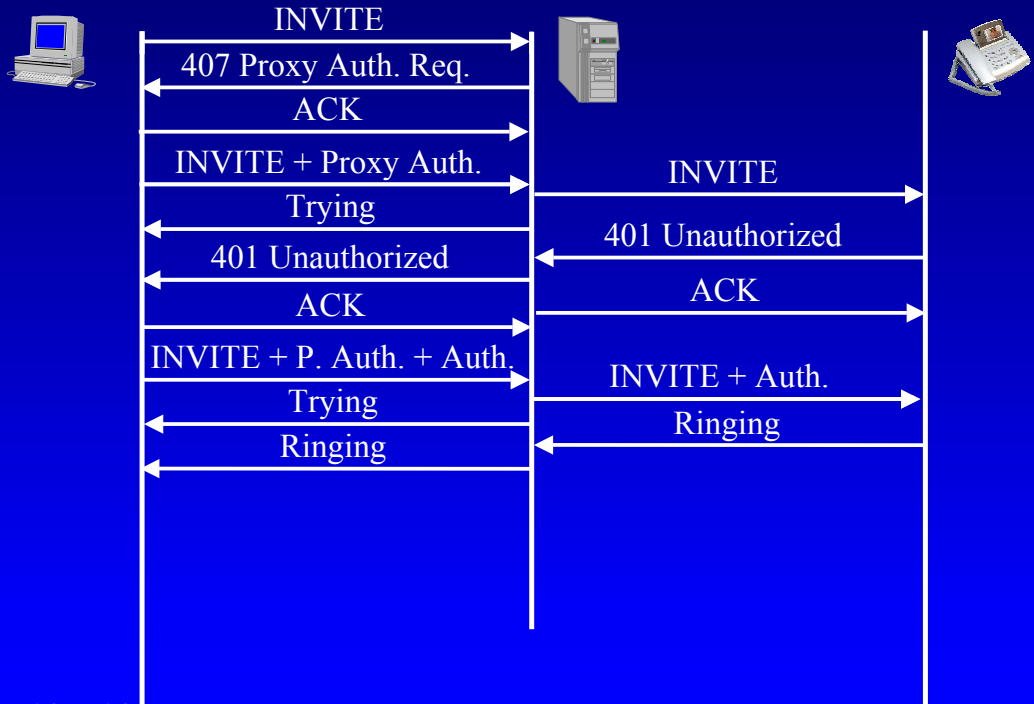 INVITE
407 Proxy Auth. Req.
ACK
INVITE + Proxy Auth.
INVITE
Trying
401 Unauthorized
401 Unauthorized
ACK
ACK
INVITE + P. Auth. + Auth.
INVITE + Auth.
Trying
Ringing
Ringing